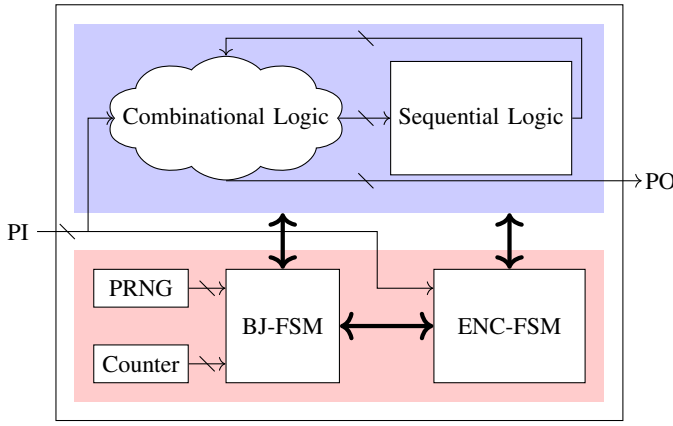 Combinational Logic
Sequential Logic
PO
PI
PRNG
BJ-FSM
ENC-FSM
Counter